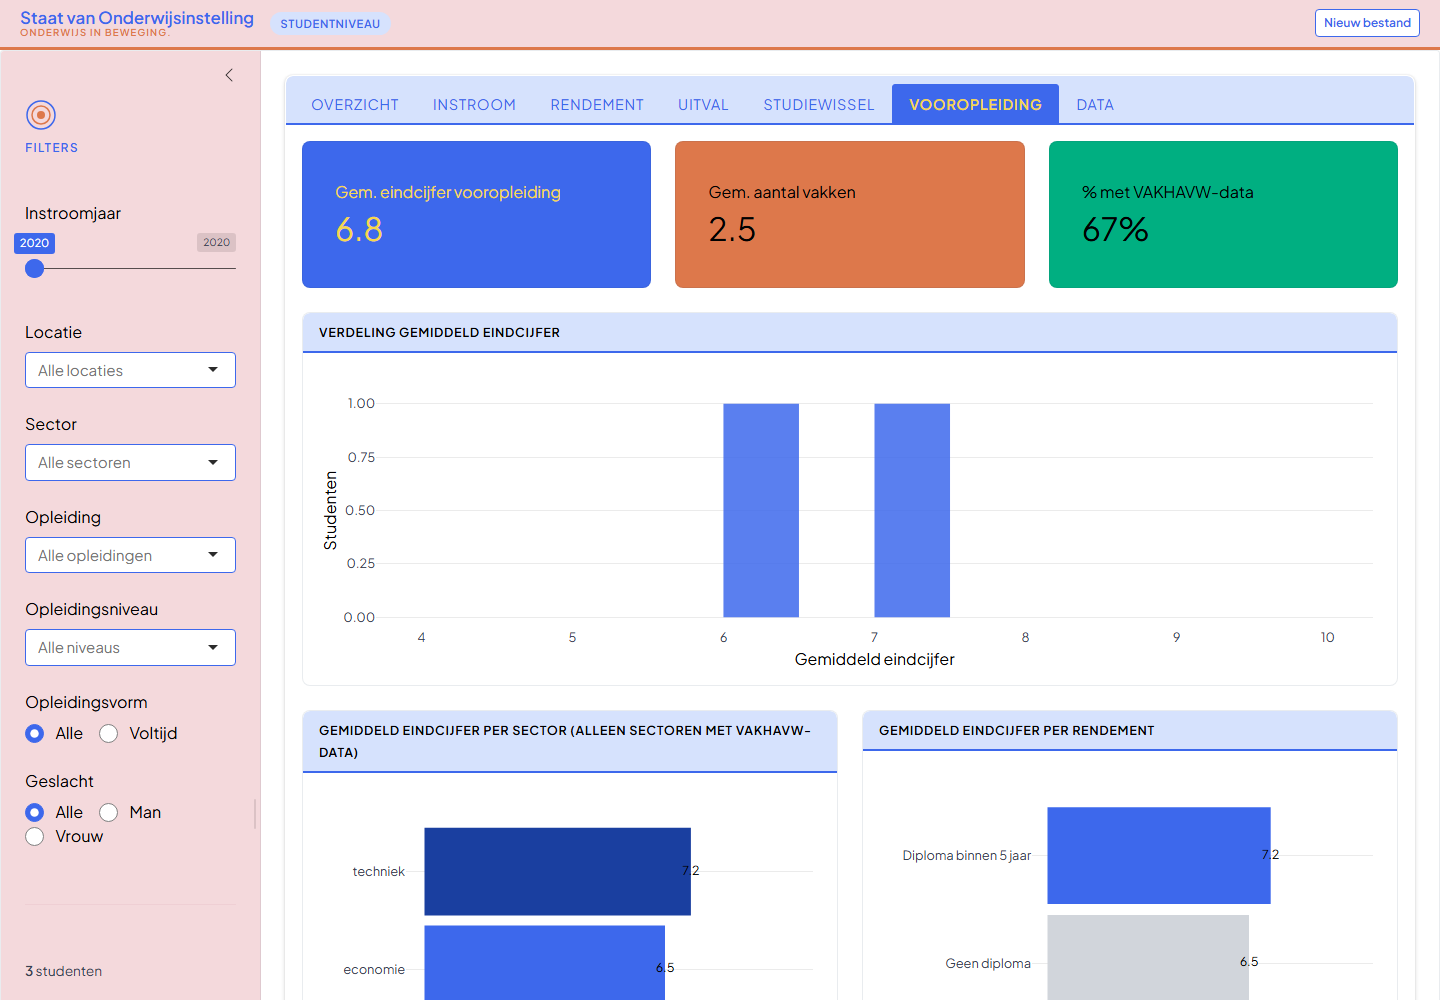 Staat van Onderwijsinstelling
ONDERWIJS IN BEWEGING.
STUDENTNIVEAU
Nieuw bestand
FILTERS
Instroomjaar
2020
2020
Locatie
Alle locaties
Sector
Alle sectoren
Opleiding
Alle opleidingen
Opleidingsniveau
Alle niveaus
Opleidingsvorm
Alle
Voltijd
Geslacht
Alle
Man
Vrouw
3 studenten
OVERZICHT
INSTROOM
RENDEMENT
UITVAL
STUDIEWISSEL
VOOROPLEIDING
DATA
Gem. eindcijfer vooropleiding
6.8
Gem. aantal vakken
2.5
% met VAKHAVW-data
67%
VERDELING GEMIDDELD EINDCIJFER
1.00
0.75
0.50
0.25
0.00
Studenten
4
5
6
7
8
9
10
Gemiddeld eindcijfer
GEMIDDELD EINDCIJFER PER SECTOR (ALLEEN SECTOREN MET VAKHAVW-
DATA)
techniek
7.2
economie
6.5
GEMIDDELD EINDCIJFER PER RENDEMENT
Diploma binnen 5 jaar
7.2
Geen diploma
6.5